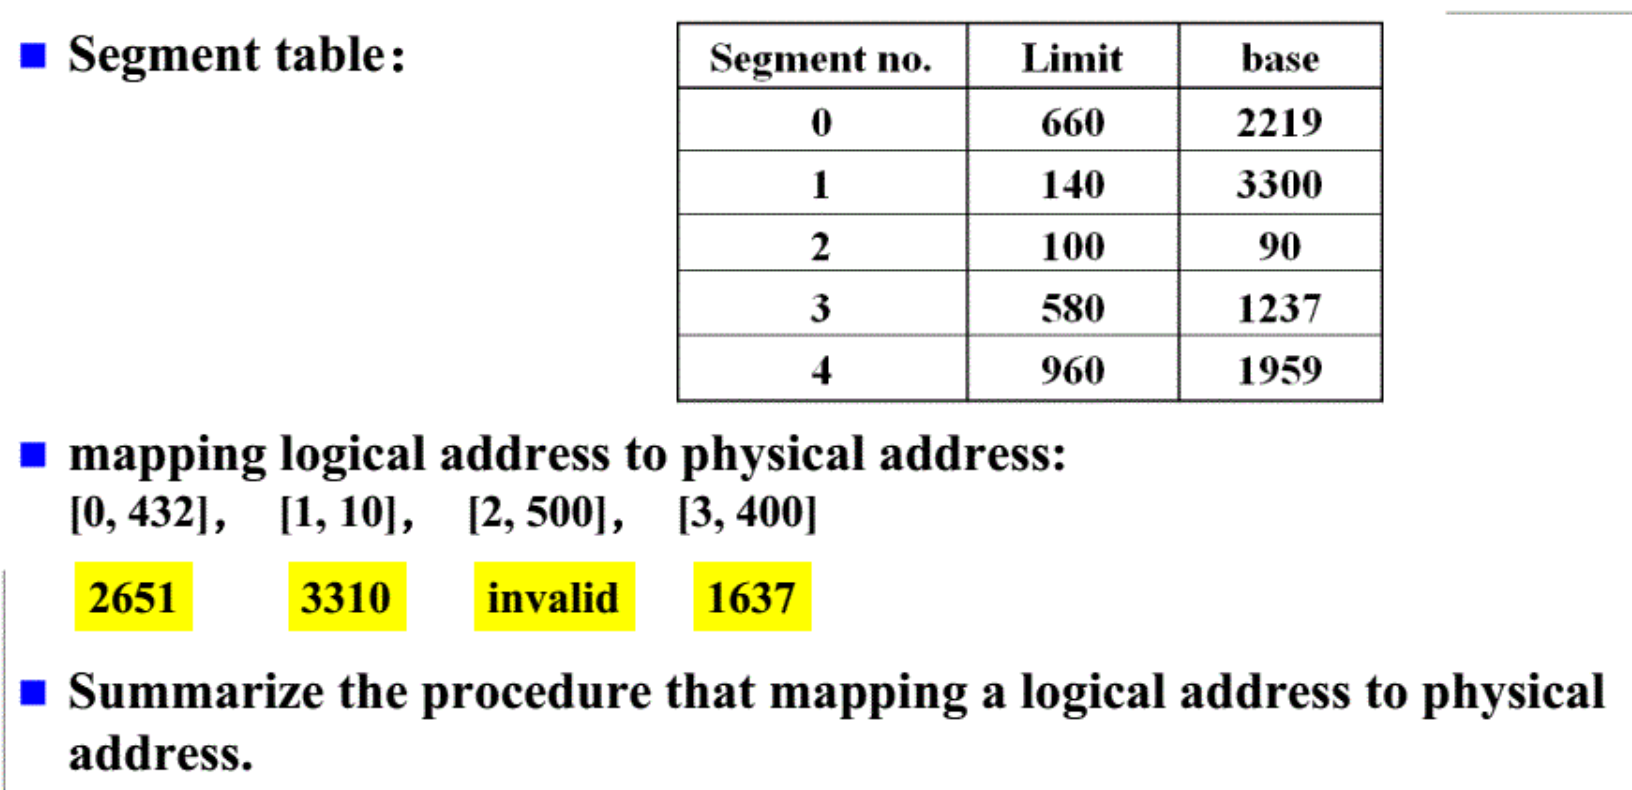 Segment table:
Segment no. Limit base
0 660 2219
1 140 3300
2 100 90
3 580 1237
4 960 1959
mapping logical address to physical address:
[0, 432], [1, 10], [2, 500], [3, 400]
2651 3310 invalid 1637
Summarize the procedure that mapping a logical address to physical
address.